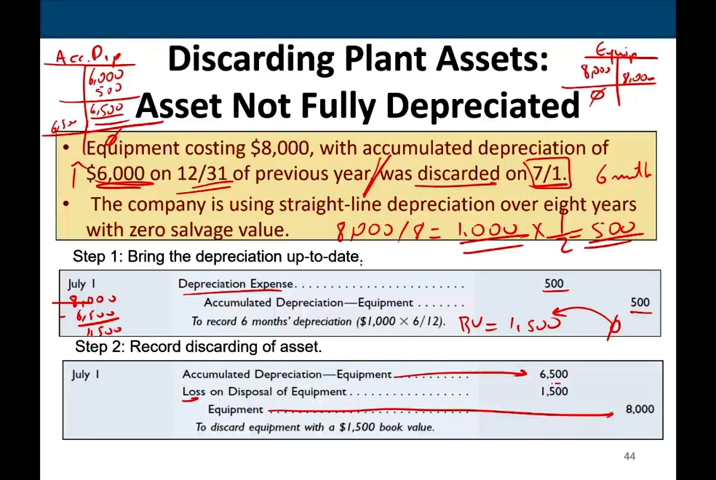 Acc. Dep
6,000
500
6,500
6,500
∅
Discarding Plant Assets:
Asset Not Fully Depreciated
Equip
8,000
8,000
∅
• Equipment costing $8,000, with accumulated depreciation of
$6,000 on 12/31 of previous year was discarded on 7/1. 6 mnth
• The company is using straight-line depreciation over eight years
with zero salvage value. 8,000/8 = 1,000 × 1/2 = 500
Step 1: Bring the depreciation up-to-date.
July 1 Depreciation Expense . . . . . . . . . . . . . . . . . . . . . . . 500
Accumulated Depreciation—Equipment . . . . . . . 500
To record 6 months' depreciation ($1,000 × 6/12). BV = 1,500 ∅
8,000
- 6,500
1,500
Step 2: Record discarding of asset.
July 1 Accumulated Depreciation—Equipment . . . . . . . . . . 6,500
Loss on Disposal of Equipment . . . . . . . . . . . . . . . . 1,500
Equipment . . . . . . . . . . . . . . . . . . . . . . . . . . . 8,000
To discard equipment with a $1,500 book value.
44